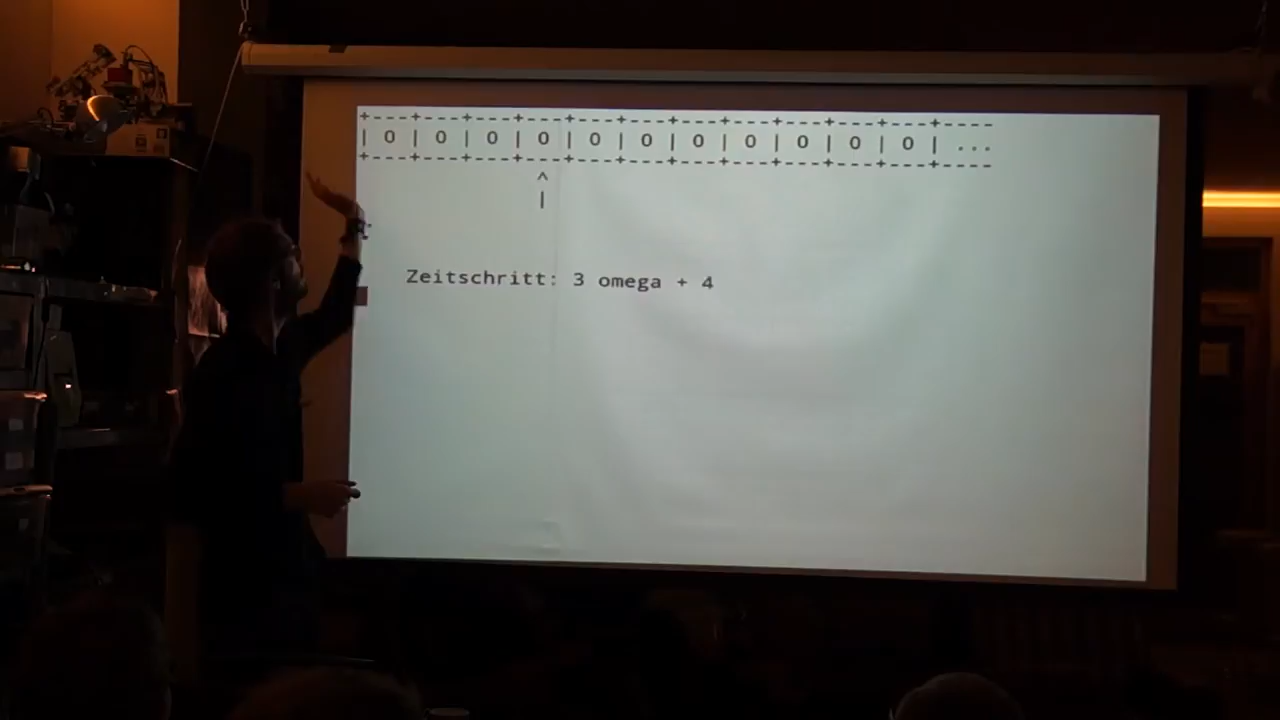 +---+---+---+---+---+---+---+---+---+---+---+----
| 0 | 0 | 0 | 0 | 0 | 0 | 0 | 0 | 0 | 0 | 0 | ...
+---+---+---+---+---+---+---+---+---+---+---+----
^
|
Zeitschritt: 3 omega + 4